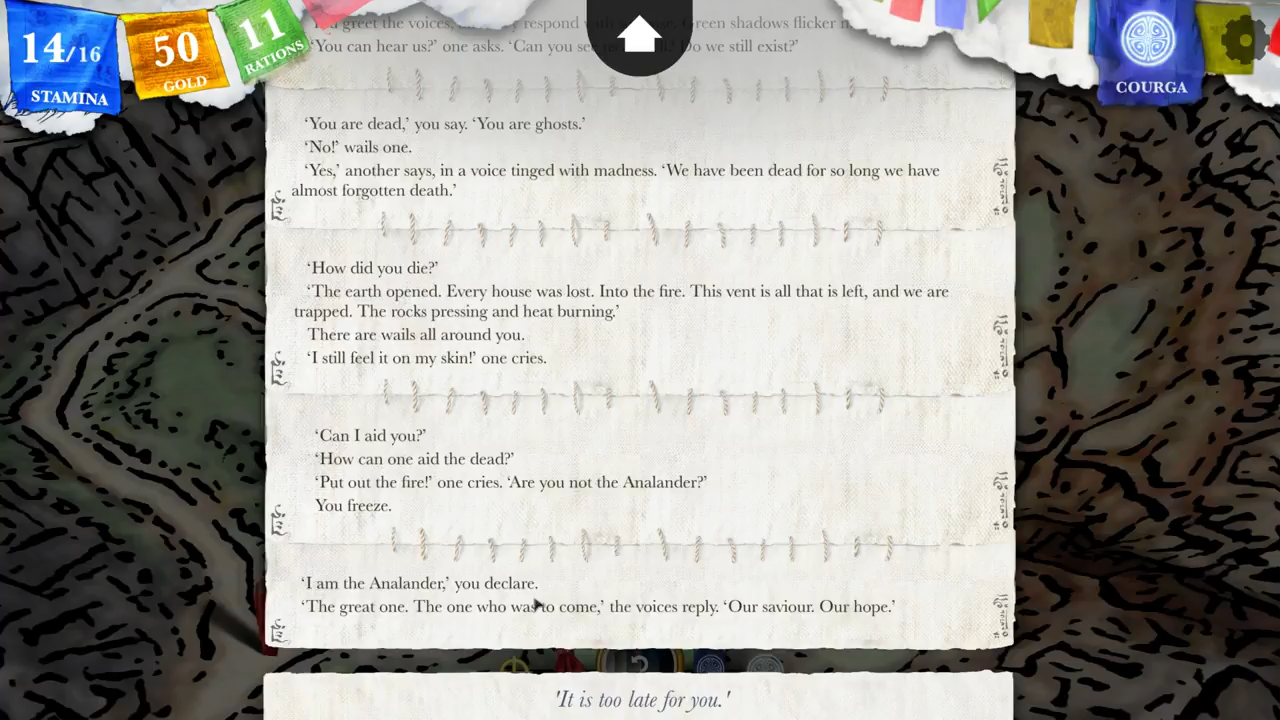 14/16
STAMINA
50
GOLD
11
RATIONS
COURGA
greet the voices.
respond
Green shadows flicker
‘You can hear us?’ one asks. ‘Can you
Do we still exist?’
‘You are dead,’ you say. ‘You are ghosts.’
‘No!’ wails one.
‘Yes,’ another says, in a voice tinged with madness. ‘We have been dead for so long we have
almost forgotten death.’
‘How did you die?’
‘The earth opened. Every house was lost. Into the fire. This vent is all that is left, and we are
trapped. The rocks pressing and heat burning.’
There are wails all around you.
‘I still feel it on my skin!’ one cries.
‘Can I aid you?’
‘How can one aid the dead?’
‘Put out the fire!’ one cries. ‘Are you not the Analander?’
You freeze.
‘I am the Analander,’ you declare.
‘The great one. The one who was to come,’ the voices reply. ‘Our saviour. Our hope.’
'It is too late for you.'